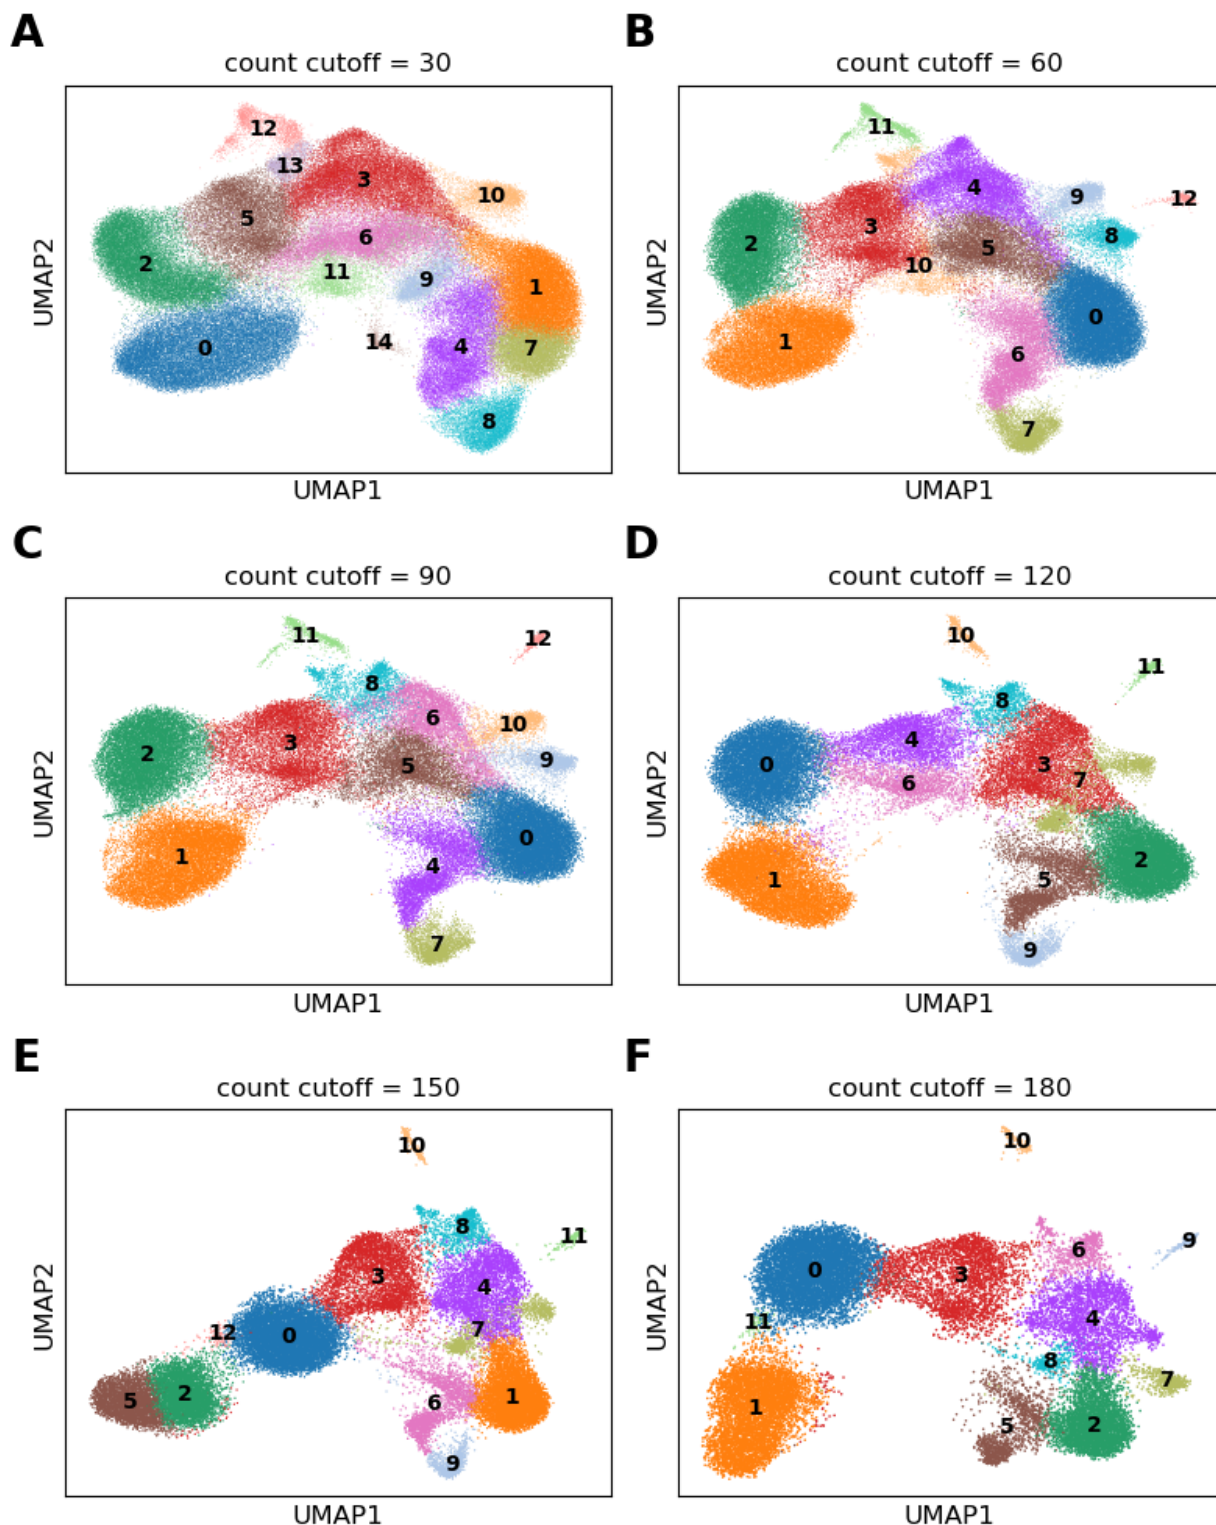 A B
count cutoff = 30 count cutoff = 60
12 11
13 3 4
10 9 12
5 3 8
2 6 2 5
11 9 1 10
0 14 4 7 1 6 0
8 7
UMAP2 UMAP2
UMAP1 UMAP1
C D
count cutoff = 90 count cutoff = 120
11 12 10 11
8 8
6 10
2 3 5 9 0 4 6 3 7
0
1 4 1 5 2
7 9
UMAP2 UMAP2
UMAP1 UMAP1
E F
count cutoff = 150 count cutoff = 180
10 10
8 11 6 9
3 4 0 3
12 0 7 11 4
8
5 2 6 1 1 5 2 7
9
UMAP2 UMAP2
UMAP1 UMAP1